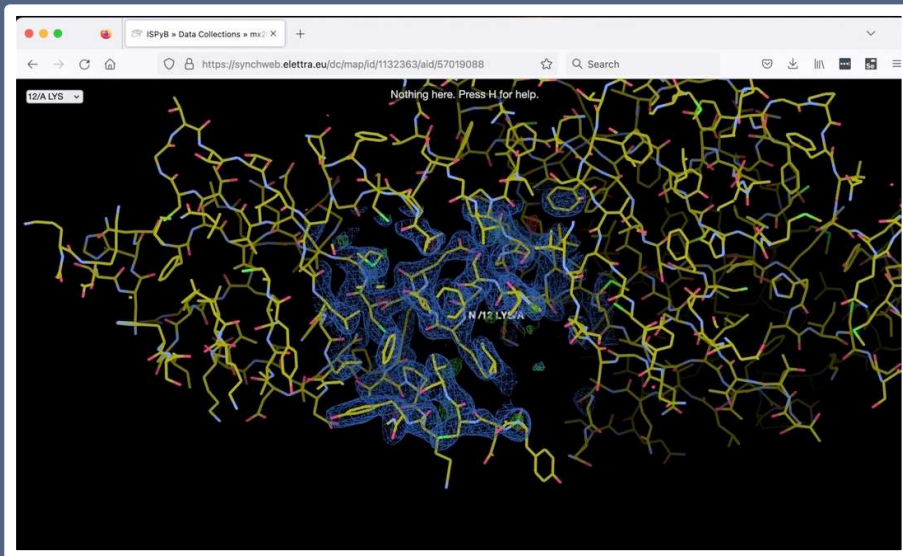 ISPyB » Data Collections » mx2
https://synchweb.elettra.eu/dc/map/id/1132363/aid/57019088
Search
12/A LYS
Nothing here. Press H for help.
N /12 LYS/A